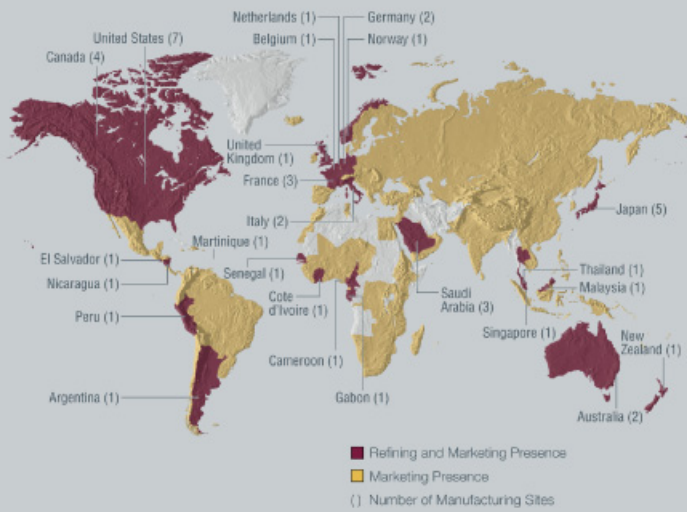 Netherlands (1)
Germany (2)
Belgium (1)
Norway (1)
United States (7)
Canada (4)
United
Kingdom (1)
France (3)
Italy (2)
Japan (5)
Martinique (1)
El Salvador (1)
Nicaragua (1)
Senegal (1)
Peru (1)
Cote
d'Ivoire (1)
Saudi
Arabia (3)
Thailand (1)
Malaysia (1)
Singapore (1)
New
Zealand (1)
Cameroon (1)
Gabon (1)
Argentina (1)
Australia (2)
Refining and Marketing Presence
Marketing Presence
( ) Number of Manufacturing Sites